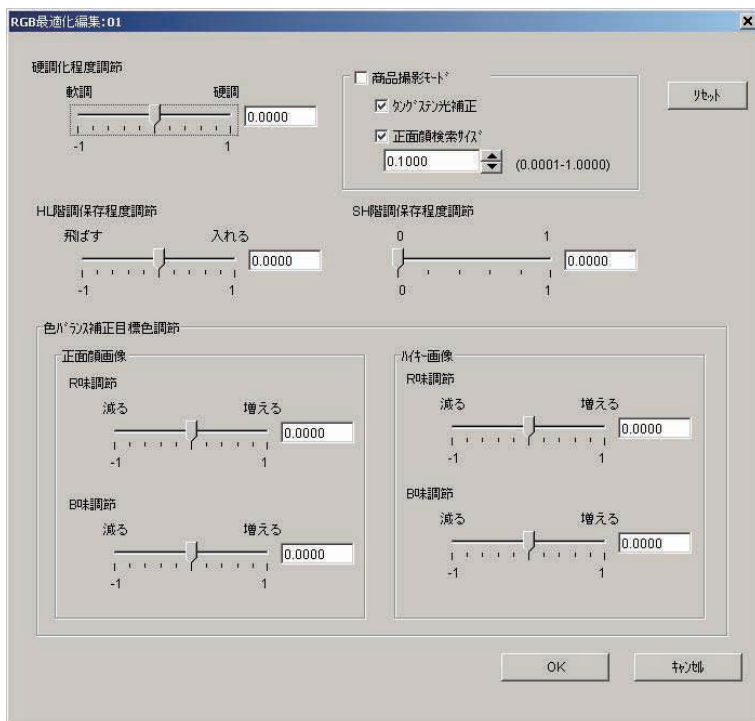 RGB最適化編集:01
硬調化程度調節
軟調 硬調
0.0000
-1 1
□商品撮影ﾓｰﾄﾞ
ﾀﾝｸﾞｽﾃﾝ光補正
正面顔検索ｻｲｽﾞ
0.1000 (0.0001-1.0000)
ﾘｾｯﾄ
HL階調保存程度調節
飛ばす 入れる
0.0000
-1 1
SH階調保存程度調節
0 1
0.0000
0 1
色ﾊﾞﾗﾝｽ補正目標色調節
正面顔画像
R味調節
減る 増える
0.0000
-1 1
B味調節
減る 増える
0.0000
-1 1
ﾊｲｷｰ画像
R味調節
減る 増える
0.0000
-1 1
B味調節
減る 増える
0.0000
-1 1
OK ｷｬﾝｾﾙ